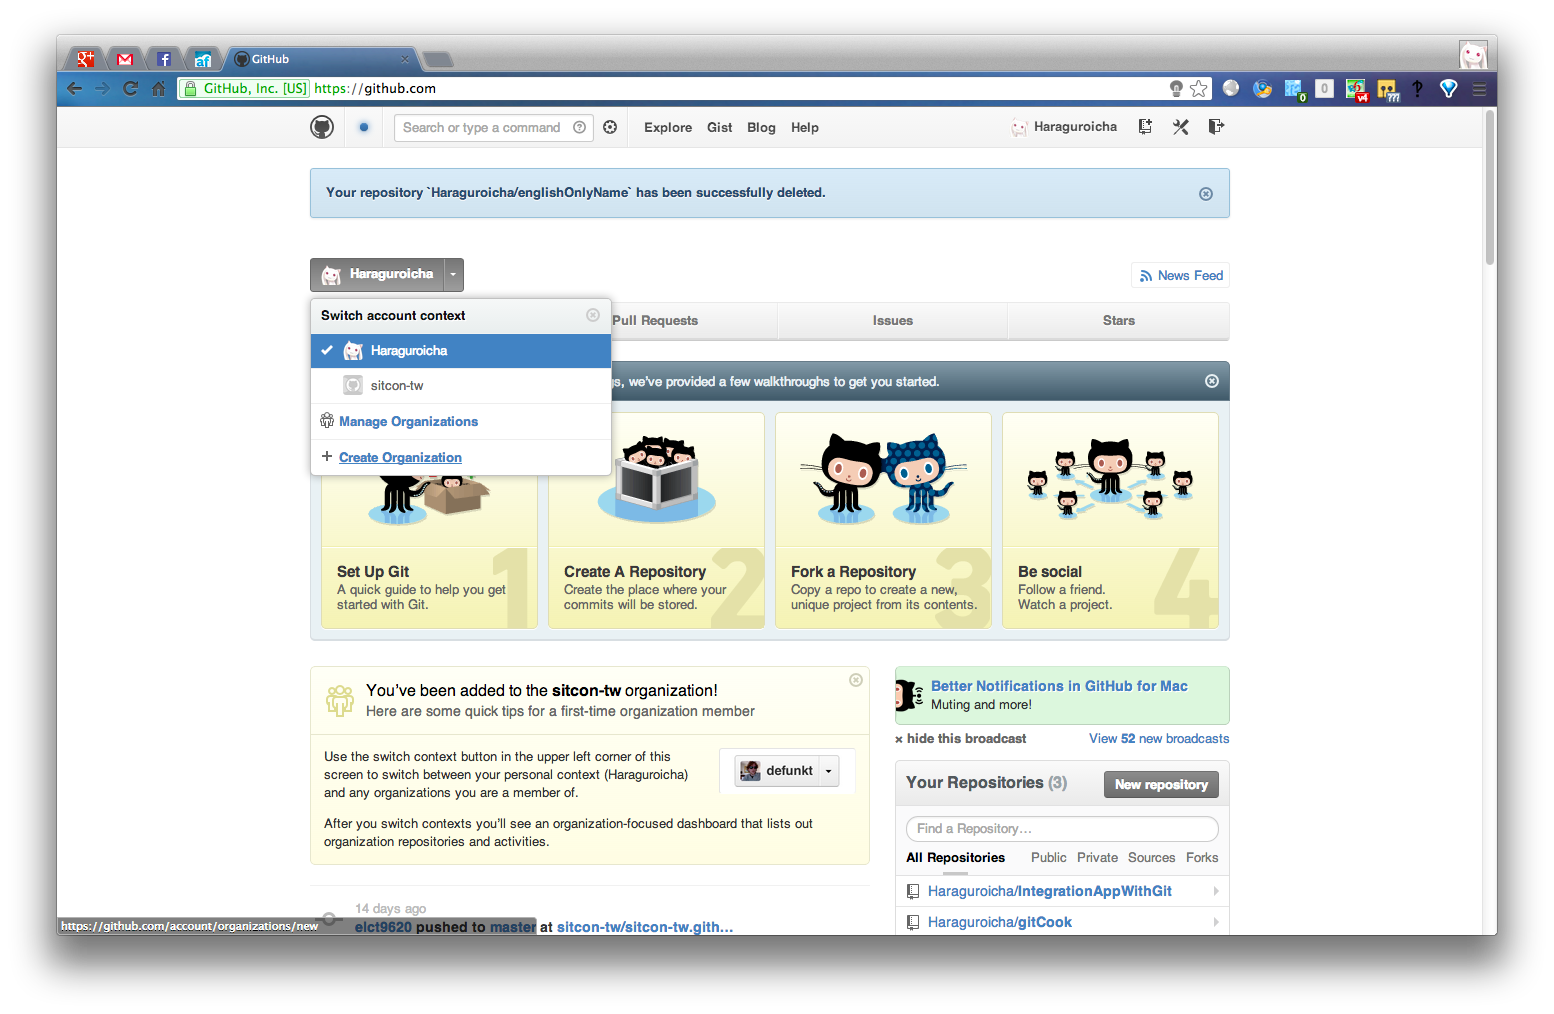 GitHub
GitHub, Inc. [US] https://github.com
0
0
v4
Search or type a command
Explore Gist Blog Help
Haraguroicha
Your repository `Haraguroicha/englishOnlyName` has been successfully deleted.
Haraguroicha
News Feed
Switch account context
Pull Requests Issues Stars
Haraguroicha
sitcon-tw
gs, we've provided a few walkthroughs to get you started.
Manage Organizations
Create Organization
1
Set Up Git
A quick guide to help you get
started with Git.
2
Create A Repository
Create the place where your
commits will be stored.
3
Fork a Repository
Copy a repo to create a new,
unique project from its contents.
4
Be social
Follow a friend.
Watch a project.
You've been added to the sitcon-tw organization!
Here are some quick tips for a first-time organization member
Use the switch context button in the upper left corner of this
screen to switch between your personal context (Haraguroicha)
and any organizations you are a member of.
defunkt
After you switch contexts you'll see an organization-focused dashboard that lists out
organization repositories and activities.
14 days ago
elct9620 pushed to master at sitcon-tw/sitcon-tw.gith…
Better Notifications in GitHub for Mac
Muting and more!
× hide this broadcast View 52 new broadcasts
Your Repositories (3) New repository
Find a Repository…
All Repositories Public Private Sources Forks
Haraguroicha/IntegrationAppWithGit
Haraguroicha/gitCook
https://github.com/account/organizations/new